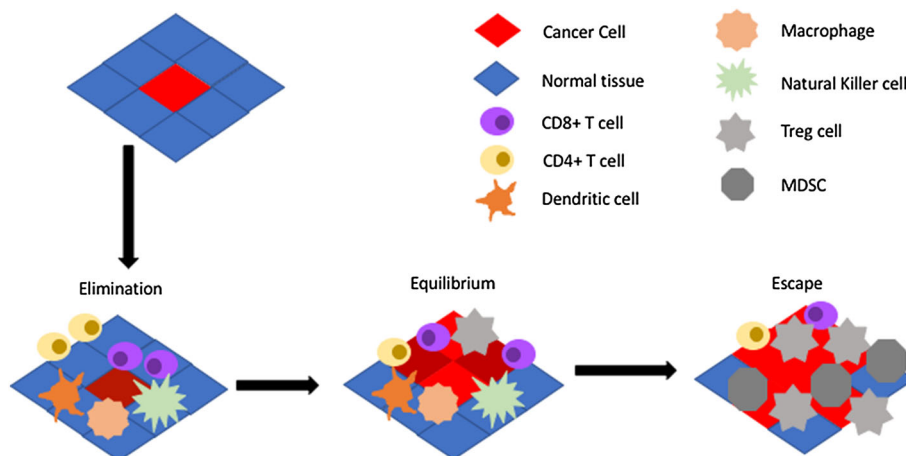 Cancer Cell
Normal tissue
CD8+ T cell
CD4+ T cell
Dendritic cell
Macrophage
Natural Killer cell
Treg cell
MDSC
Elimination
Equilibrium
Escape